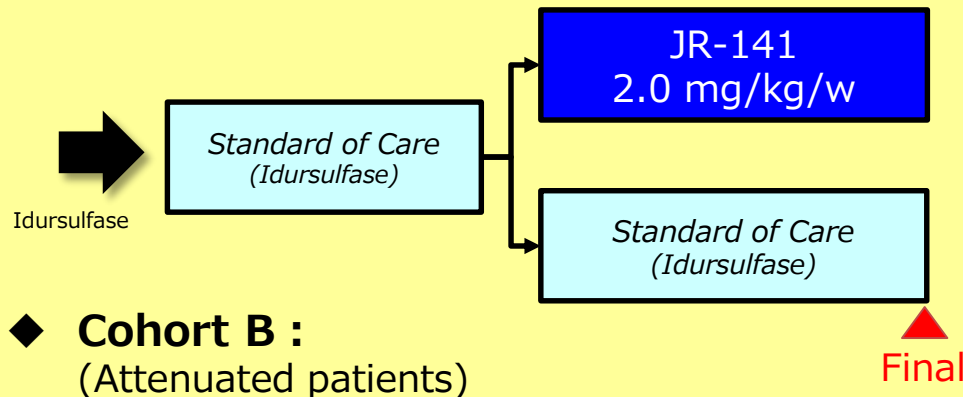 JR-141
2.0 mg/kg/w
Standard of Care
(Idursulfase)
Idursulfase
Standard of Care
(Idursulfase)
◆ Cohort B :
(Attenuated patients)
Final